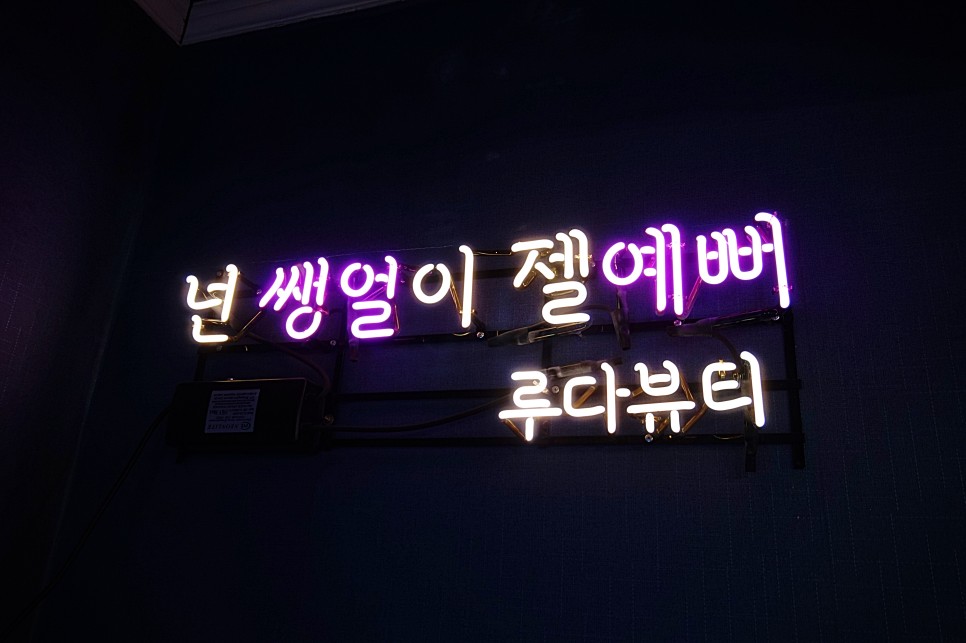 넌 쌩얼이 젤 예뻐
루다뷰티